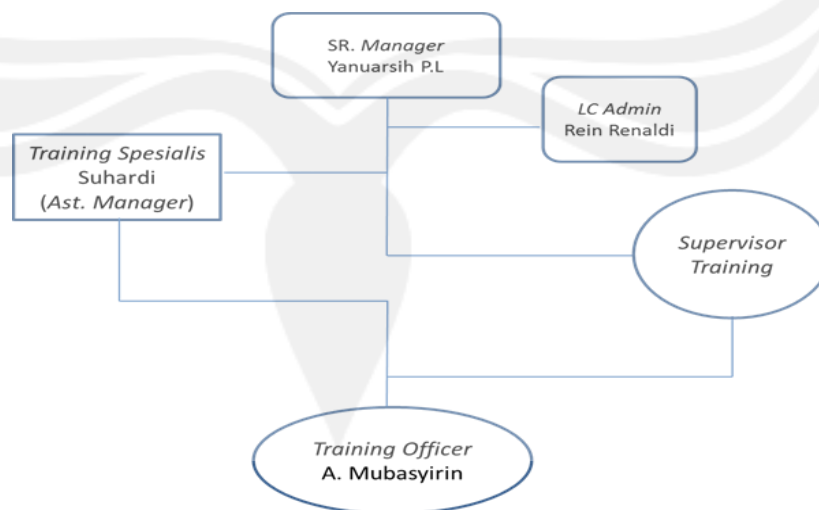 SR. Manager
Yanuarsih P.L
LC Admin
Rein Renaldi
Training Spesialis
Suhardi
(Ast. Manager)
Supervisor
Training
Training Officer
A. Mubasyirin